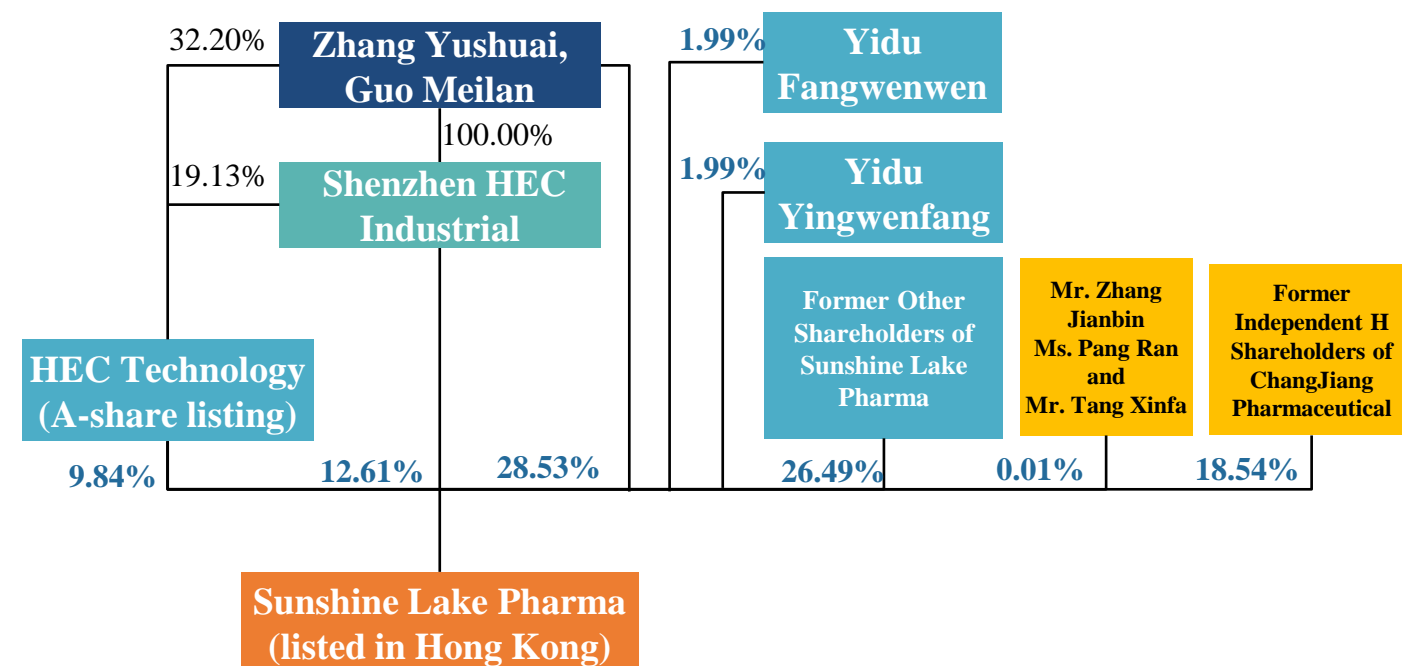 32.20%
Zhang Yushuai,
Guo Meilan
1.99%
Yidu
Fangwenwen
100.00%
19.13%
Shenzhen HEC
Industrial
1.99%
Yidu
Yingwenfang
HEC Technology
(A-share listing)
Former Other
Shareholders of
Sunshine Lake
Pharma
Mr. Zhang
Jianbin
Ms. Pang Ran
and
Mr. Tang Xinfa
Former
Independent H
Shareholders of
ChangJiang
Pharmaceutical
9.84%
12.61%
28.53%
26.49%
0.01%
18.54%
Sunshine Lake Pharma
(listed in Hong Kong)